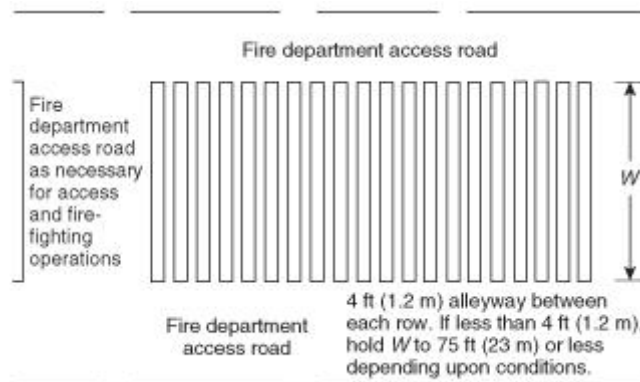 Fire department access road
Fire
department
access road
as necessary
for access
and fire-
fighting
operations
W
4 ft (1.2 m) alleyway between
each row. If less than 4 ft (1.2 m),
hold W to 75 ft (23 m) or less
depending upon conditions.
Fire department
access road